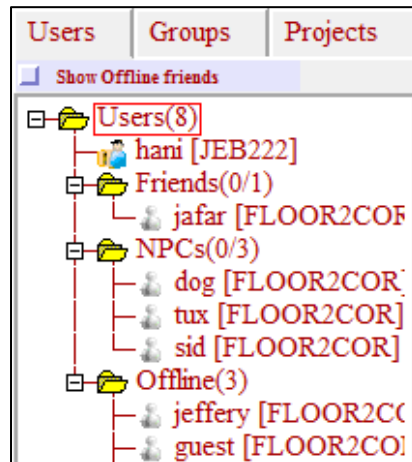 Users Groups Projects
Show Offline friends
Users(8)
hani [JEB222]
Friends(0/1)
jafar [FLOOR2COR
NPCs(0/3)
dog [FLOOR2COR]
tux [FLOOR2COR]
sid [FLOOR2COR]
Offline(3)
jeffery [FLOOR2CO
guest [FLOOR2CO